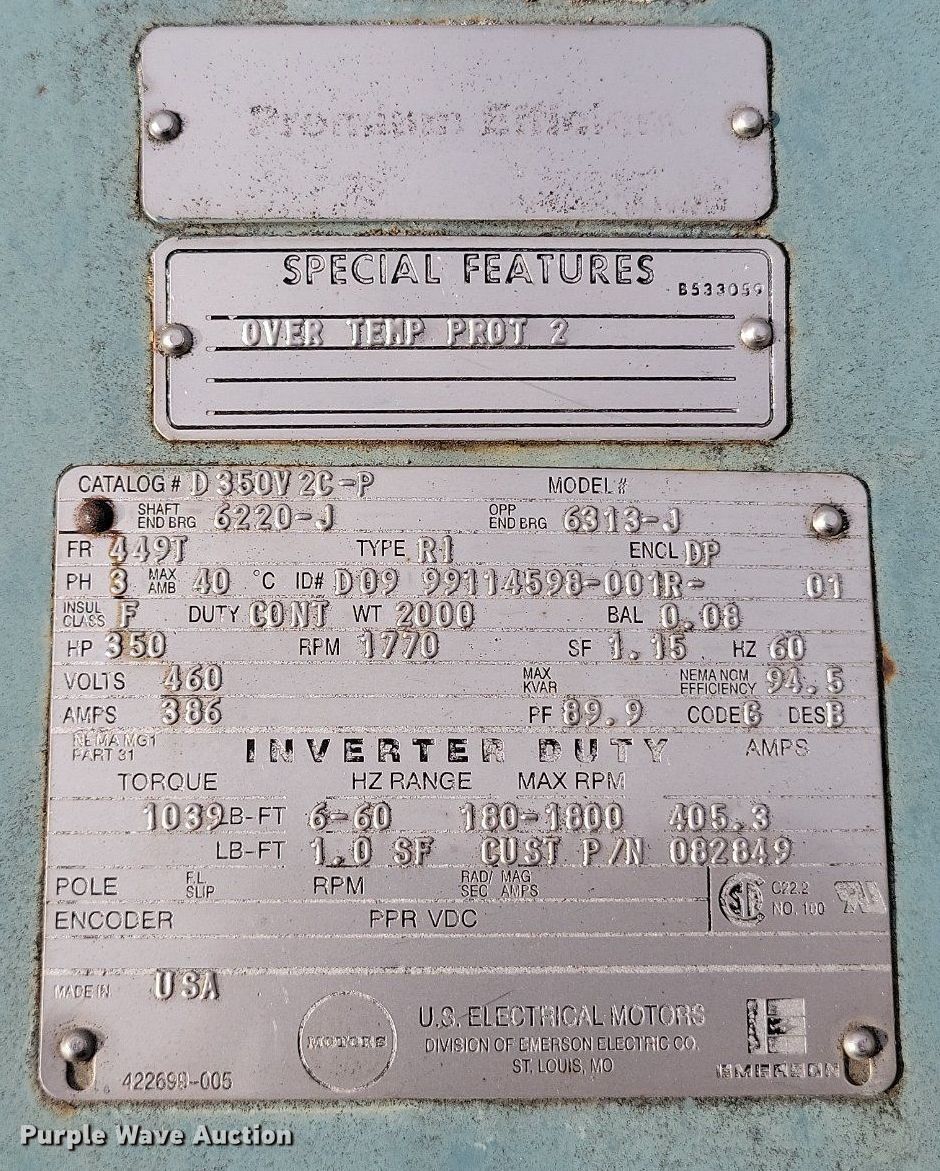 Premium Efficient
SPECIAL FEATURES
B533059
OVER TEMP PROT 2
CATALOG # D350V2C-P MODEL #
SHAFT END BRG 6220-J OPP END BRG 6313-J
FR 449T TYPE RI ENCL DP
PH 3 MAX AMB 40 °C ID# D09 99114598-001R- 01
INSUL CLASS F DUTY CONT WT 2000 BAL 0.08
HP 350 RPM 1770 SF 1.15 HZ 60
VOLTS 460 MAX KVAR NEMA NOM EFFICIENCY 94.5
AMPS 386 PF 89.9 CODE G DES B
NEMA MG1 PART 31 INVERTER DUTY AMPS
TORQUE HZ RANGE MAX RPM
1039 LB-FT 6-60 180-1800 405.3
LB-FT 1.0 SF CUST P/N 082849
POLE F.L. SLIP RPM RAD/SEC MAG AMPS
C22.2 NO. 100
ENCODER PPR VDC
MADE IN USA
MOTORS
U.S. ELECTRICAL MOTORS
DIVISION OF EMERSON ELECTRIC CO.
ST. LOUIS, MO
EMERSON
422698-005
Purple Wave Auction